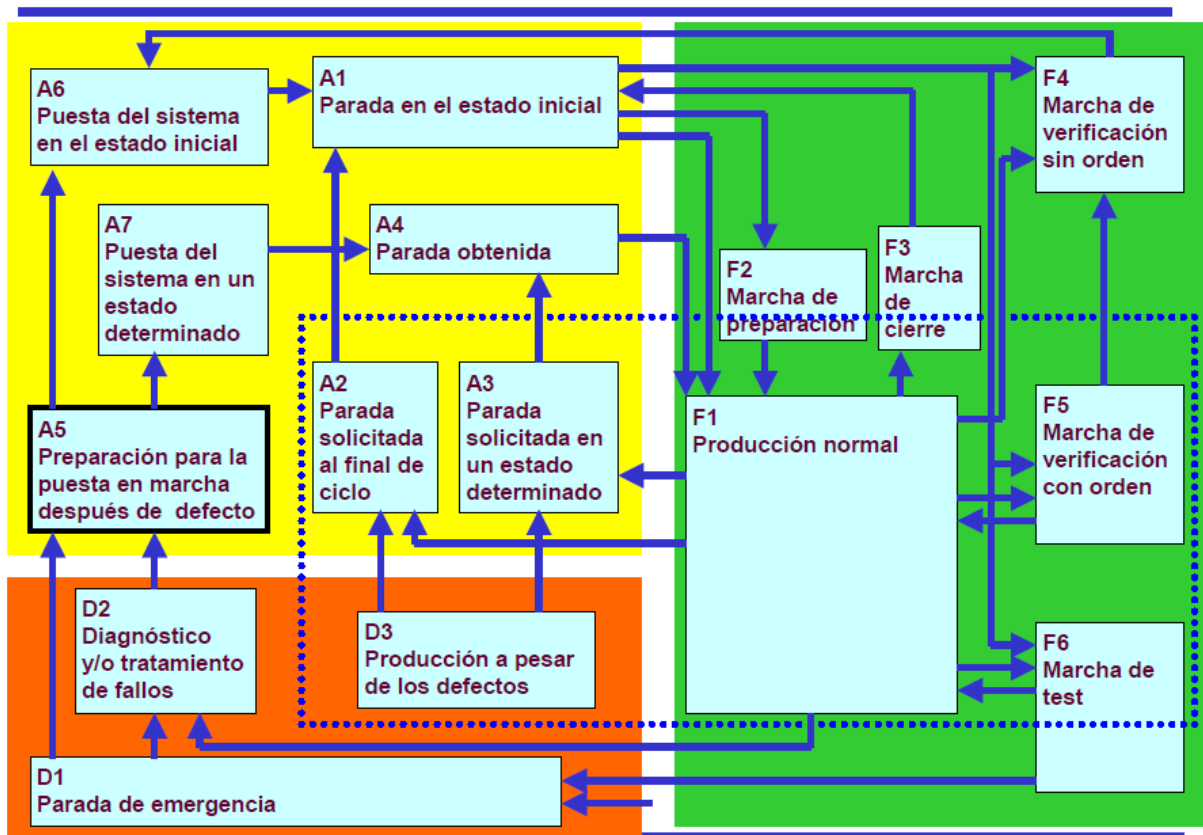 A6
Puesta del sistema
en el estado inicial
A1
Parada en el estado inicial
F4
Marcha de
verificación
sin orden
A7
Puesta del
sistema en un
estado
determinado
A4
Parada obtenida
F2
Marcha de
preparación
F3
Marcha
de
cierre
A5
Preparación para la
puesta en marcha
después de defecto
A2
Parada
solicitada
al final de
ciclo
A3
Parada
solicitada en
un estado
determinado
F1
Producción normal
F5
Marcha de
verificación
con orden
D2
Diagnóstico
y/o tratamiento
de fallos
D3
Producción a pesar
de los defectos
F6
Marcha de
test
D1
Parada de emergencia